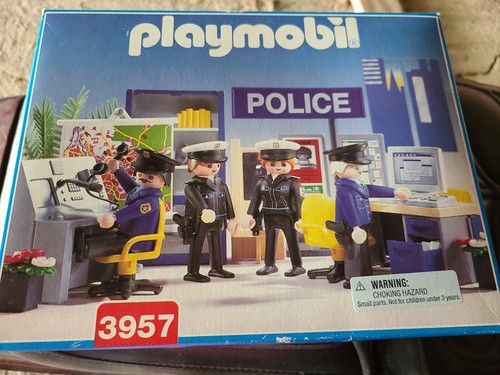 playmobil®
POLICE
⚠ WARNING:
CHOKING HAZARD
Small parts. Not for children under 3 years.
3957